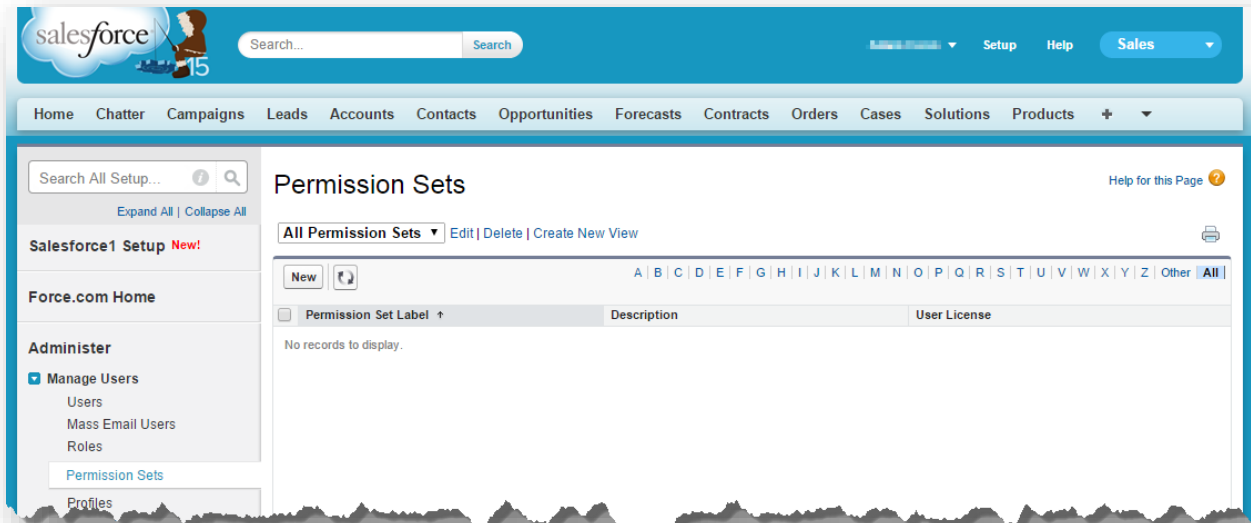 salesforce
15
Search...
Search
Setup
Help
Sales
Home Chatter Campaigns Leads Accounts Contacts Opportunities Forecasts Contracts Orders Cases Solutions Products +
Search All Setup...
Expand All | Collapse All
Salesforce1 Setup New!
Force.com Home
Administer
Manage Users
Users
Mass Email Users
Roles
Permission Sets
Profiles
Permission Sets
Help for this Page ?
All Permission Sets Edit | Delete | Create New View
New
A | B | C | D | E | F | G | H | I | J | K | L | M | N | O | P | Q | R | S | T | U | V | W | X | Y | Z | Other All
Permission Set Label ↑ Description User License
No records to display.